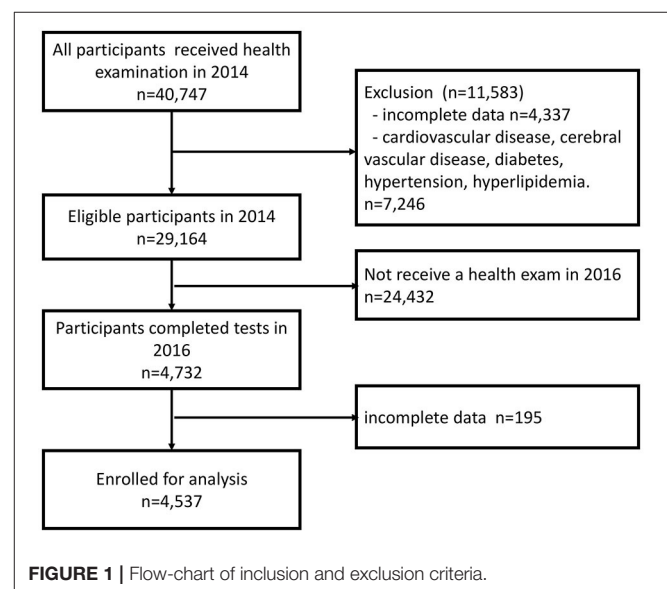 All participants  received health
examination in 2014
n=40,747
Exclusion  (n=11,583)
- incomplete data n=4,337
- cardiovascular disease, cerebral
vascular disease, diabetes,
hypertension, hyperlipidemia.
n=7,246
Eligible participants in 2014
n=29,164
Not receive a health exam in 2016
n=24,432
Participants completed tests in
2016
n=4,732
incomplete data  n=195
Enrolled for analysis
n=4,537
FIGURE 1 | Flow-chart of inclusion and exclusion criteria.